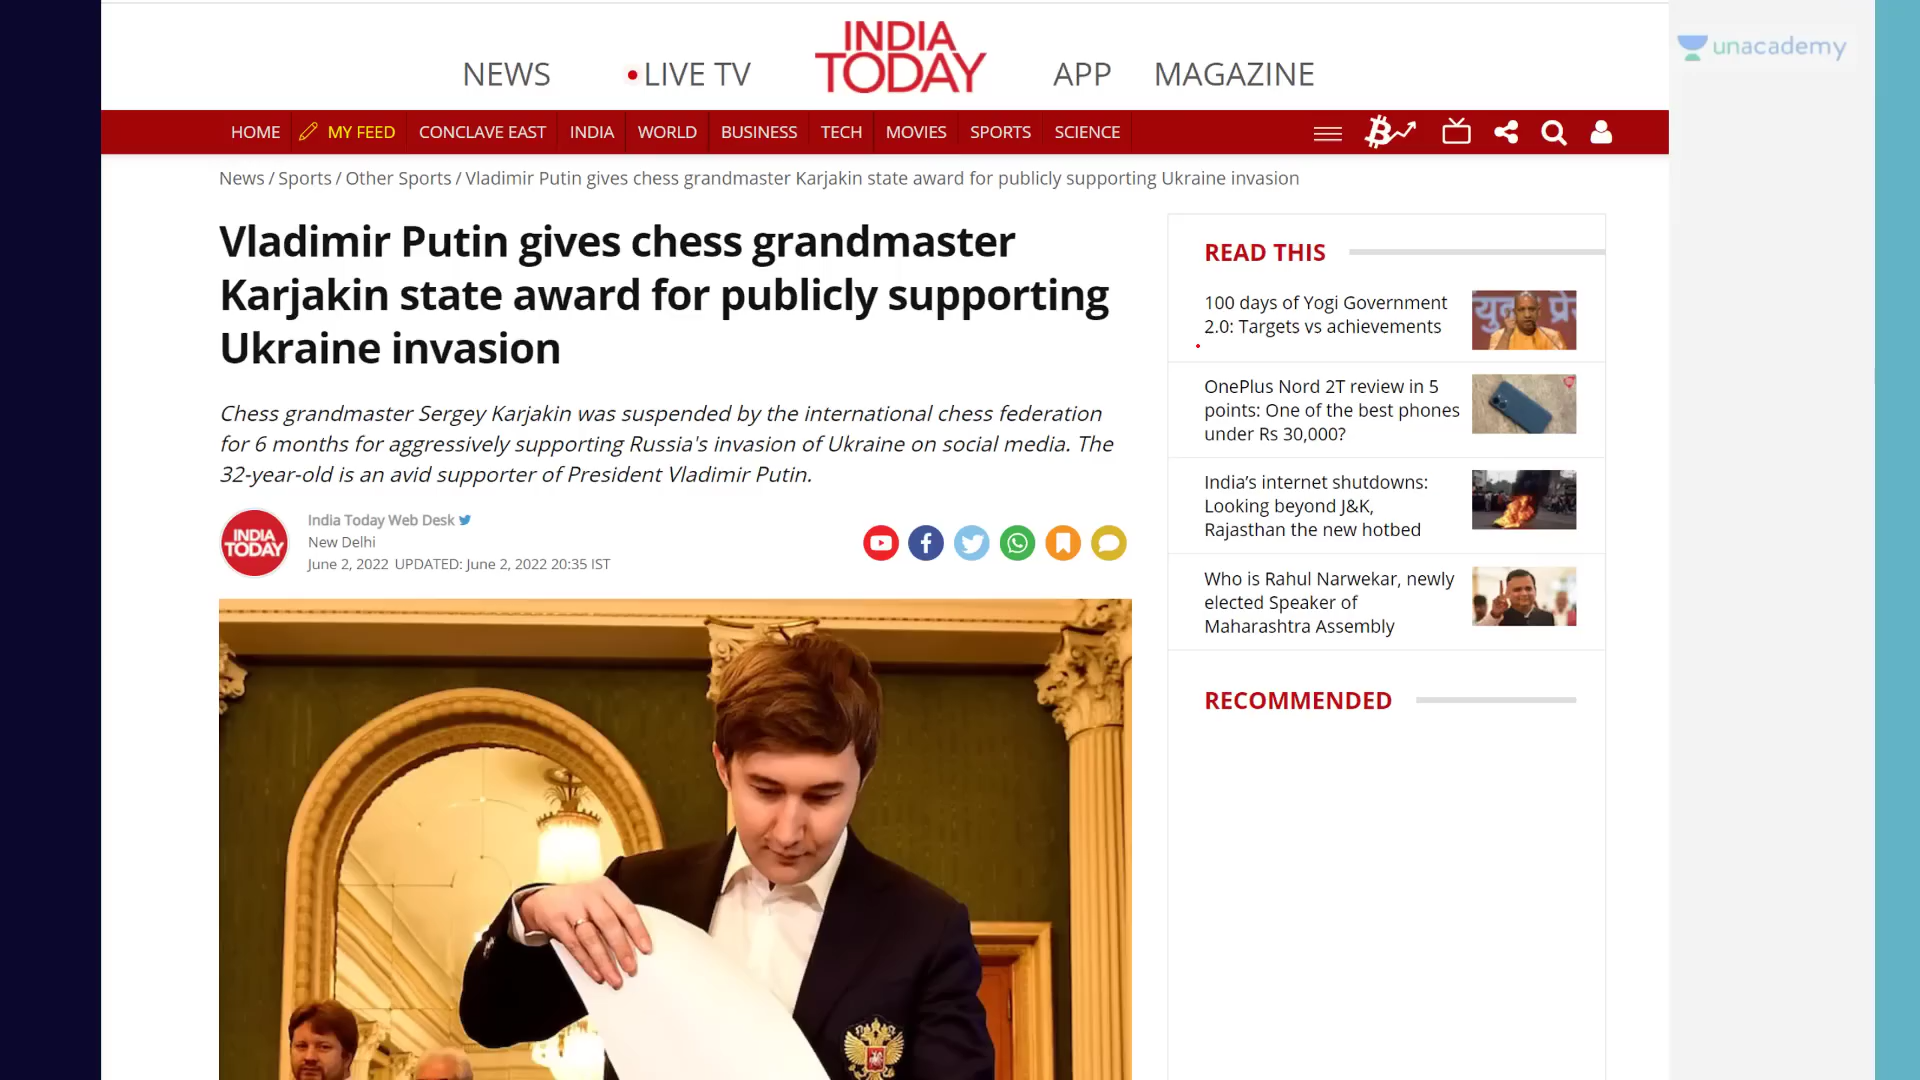 unacademy
NEWS
LIVE TV
INDIA
TODAY
APP
MAGAZINE
HOME
MY FEED
CONCLAVE EAST
INDIA
WORLD
BUSINESS
TECH
MOVIES
SPORTS
SCIENCE
News / Sports / Other Sports / Vladimir Putin gives chess grandmaster Karjakin state award for publicly supporting Ukraine invasion
Vladimir Putin gives chess grandmaster
Karjakin state award for publicly supporting
Ukraine invasion
Chess grandmaster Sergey Karjakin was suspended by the international chess federation
for 6 months for aggressively supporting Russia's invasion of Ukraine on social media. The
32-year-old is an avid supporter of President Vladimir Putin.
INDIA
TODAY
India Today Web Desk
New Delhi
June 2, 2022 UPDATED: June 2, 2022 20:35 IST
READ THIS
100 days of Yogi Government
2.0: Targets vs achievements
OnePlus Nord 2T review in 5
points: One of the best phones
under Rs 30,000?
India’s internet shutdowns:
Looking beyond J&K,
Rajasthan the new hotbed
Who is Rahul Narwekar, newly
elected Speaker of
Maharashtra Assembly
RECOMMENDED